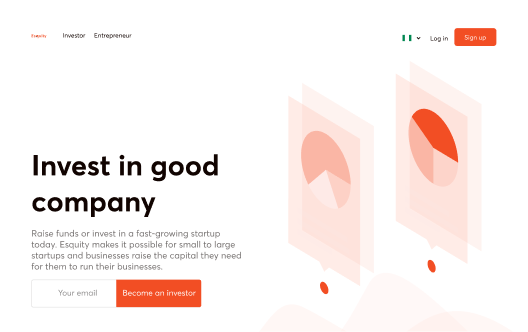 Esquity
Investor Entrepreneur
Log in
Sign up
Invest in good
company
Raise funds or invest in a fast-growing startup
today. Esquity makes it possible for small to large
startups and businesses raise the capital they need
for them to run their businesses.
Your email
Become an investor